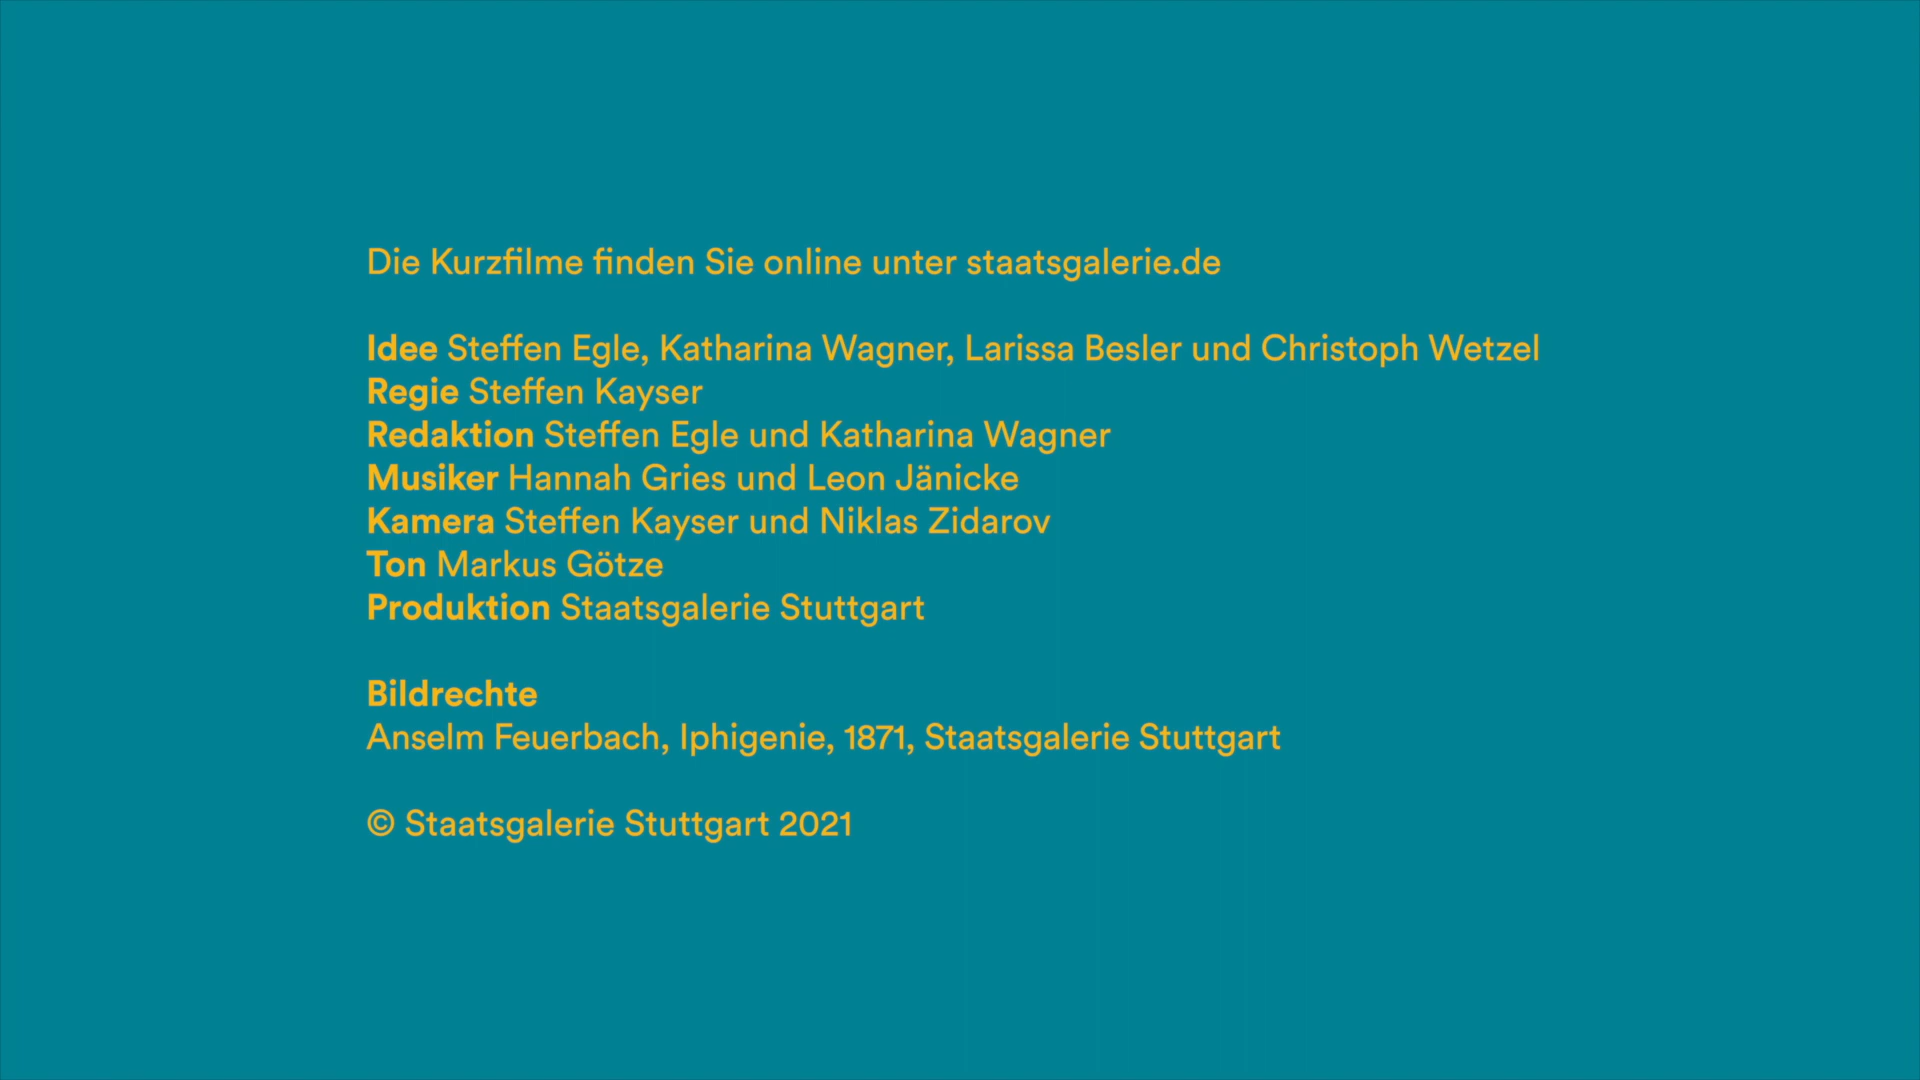 Die Kurzfilme finden Sie online unter staatsgalerie.de
Idee Steffen Egle, Katharina Wagner, Larissa Besler und Christoph Wetzel
Regie Steffen Kayser
Redaktion Steffen Egle und Katharina Wagner
Musiker Hannah Gries und Leon Jänicke
Kamera Steffen Kayser und Niklas Zidarov
Ton Markus Götze
Produktion Staatsgalerie Stuttgart
Bildrechte
Anselm Feuerbach, Iphigenie, 1871, Staatsgalerie Stuttgart
© Staatsgalerie Stuttgart 2021